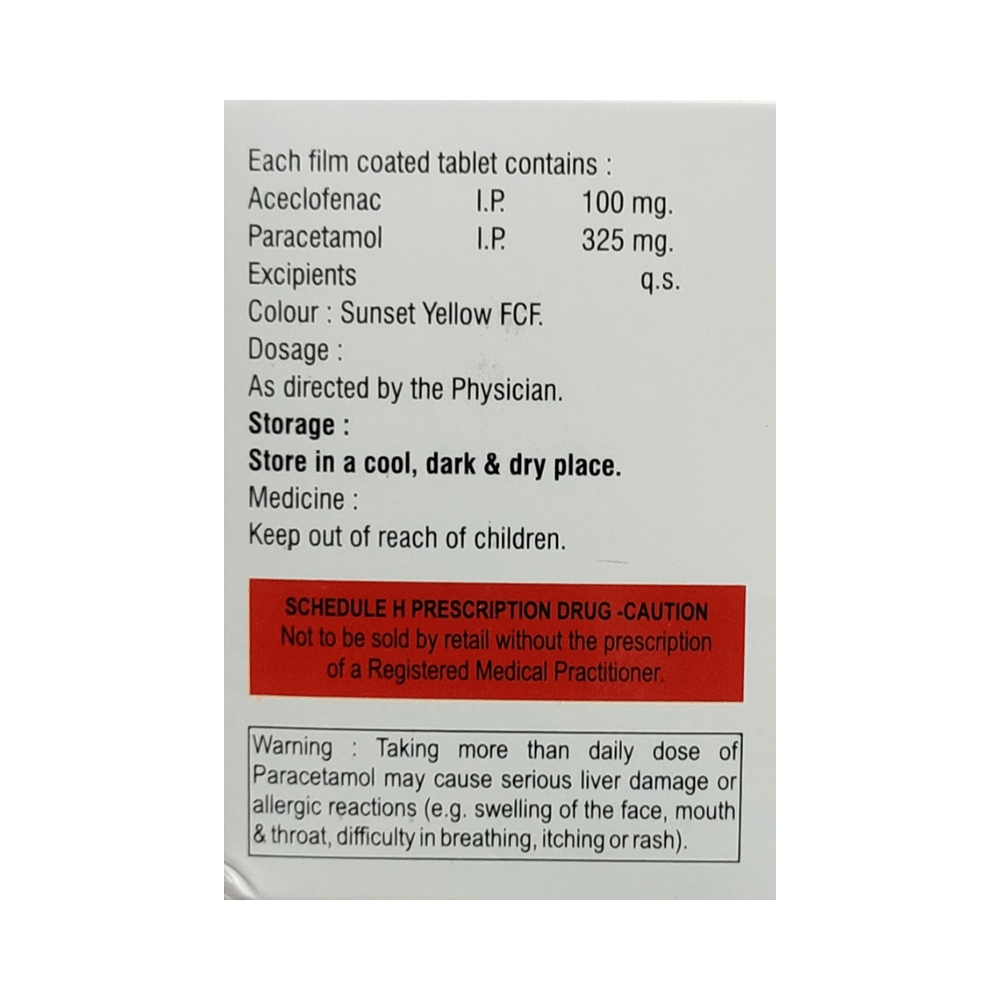 Each film coated tablet contains :
Aceclofenac I.P. 100 mg.
Paracetamol I.P. 325 mg.
Excipients q.s.
Colour : Sunset Yellow FCF.
Dosage :
As directed by the Physician.
Storage :
Store in a cool, dark & dry place.
Medicine :
Keep out of reach of children.
SCHEDULE H PRESCRIPTION DRUG -CAUTION
Not to be sold by retail without the prescription
of a Registered Medical Practitioner.
Warning : Taking more than daily dose of
Paracetamol may cause serious liver damage or
allergic reactions (e.g. swelling of the face, mouth
& throat, difficulty in breathing, itching or rash).